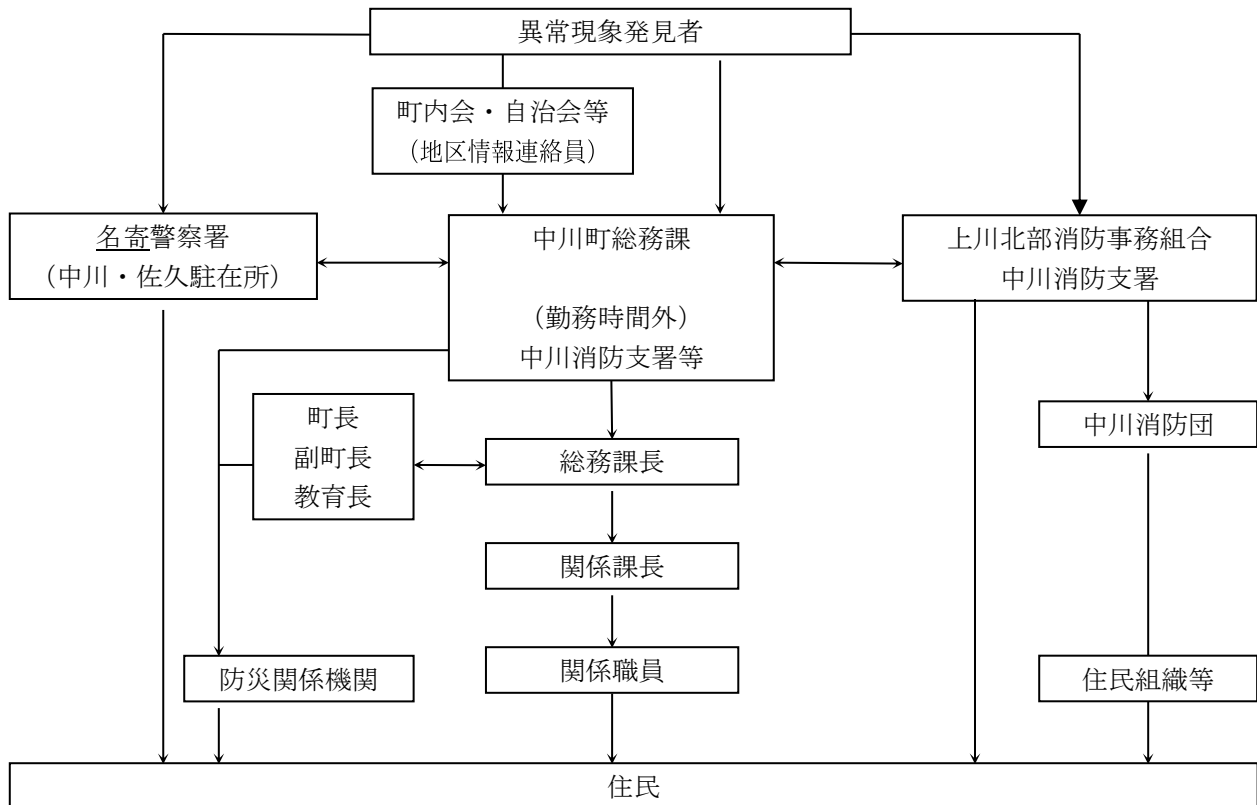 異常現象発見者
町内会・自治会等
（地区情報連絡員）
名寄警察署
（中川・佐久駐在所）
中川町総務課
（勤務時間外）
中川消防支署等
上川北部消防事務組合
中川消防支署
町長
副町長
教育長
総務課長
中川消防団
関係課長
防災関係機関
関係職員
住民組織等
住民